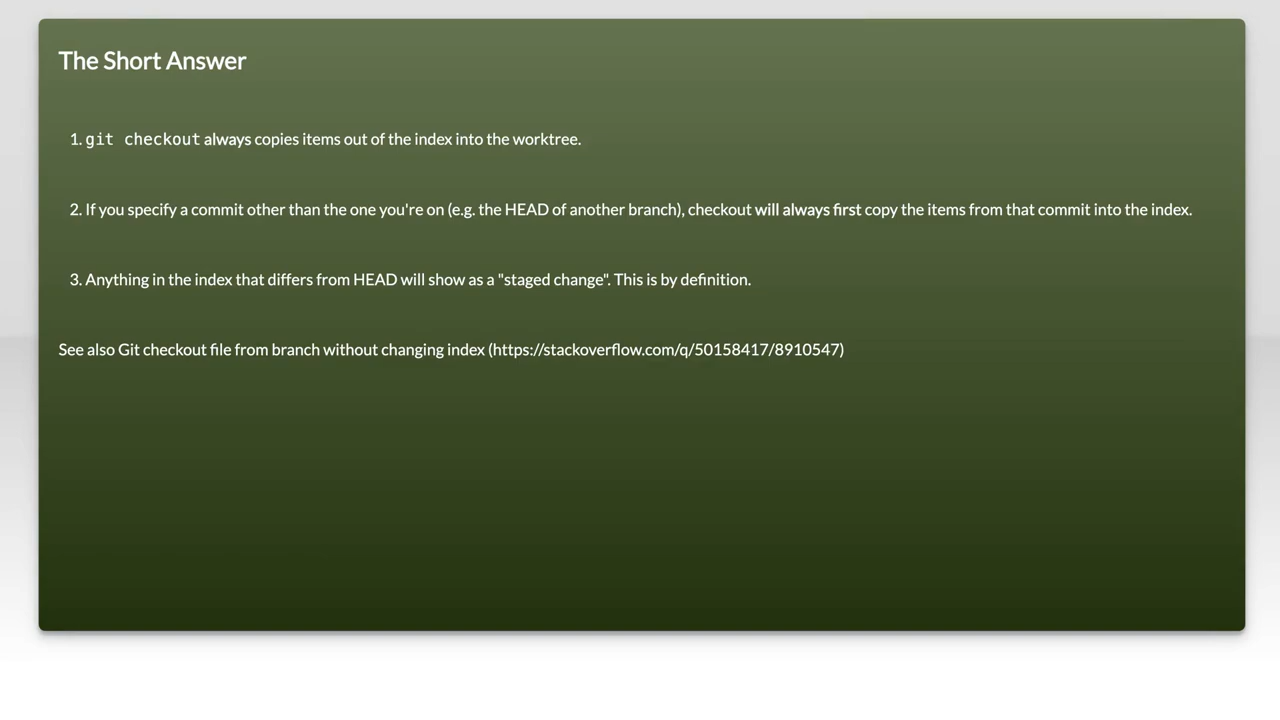 The Short Answer
1. git checkout always copies items out of the index into the worktree.
2. If you specify a commit other than the one you're on (e.g. the HEAD of another branch), checkout will always first copy the items from that commit into the index.
3. Anything in the index that differs from HEAD will show as a "staged change". This is by definition.
See also Git checkout file from branch without changing index (https://stackoverflow.com/q/50158417/8910547)